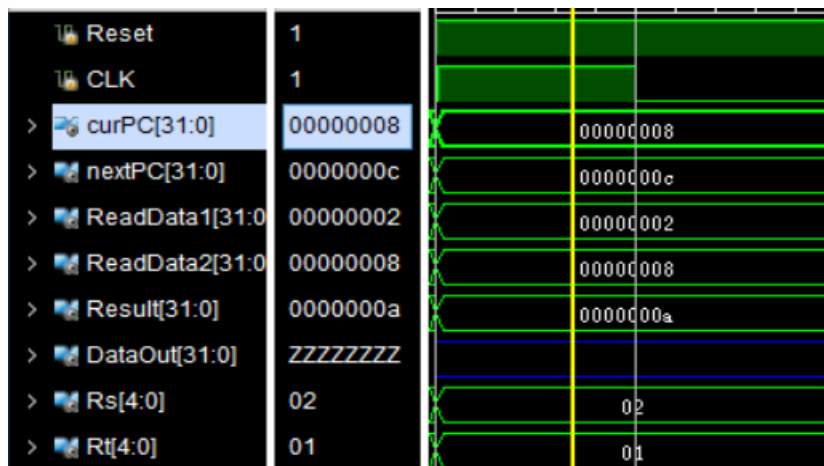 Reset 1
CLK 1
curPC[31:0] 00000008 00000008
nextPC[31:0] 0000000c 0000000c
ReadData1[31:0 00000002 00000002
ReadData2[31:0 00000008 00000008
Result[31:0] 0000000a 0000000a
DataOut[31:0] ZZZZZZZZ
Rs[4:0] 02 02
Rt[4:0] 01 01